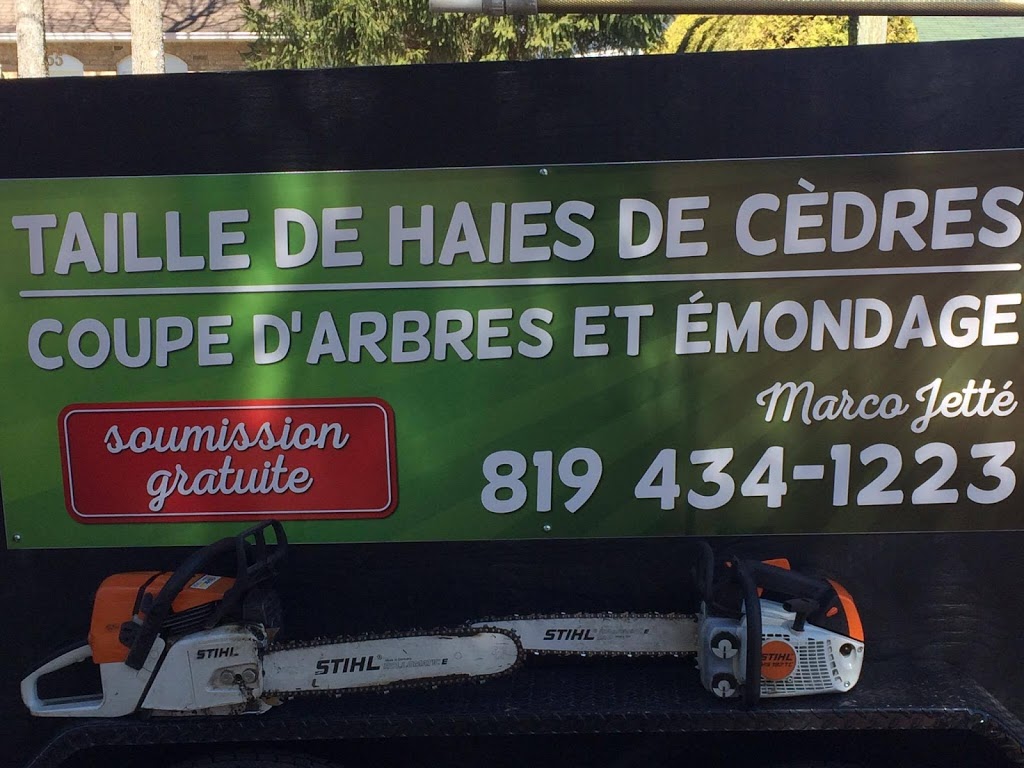 55
TAILLE DE HAIES DE CÈDRES
COUPE D'ARBRES ET ÉMONDAGE
Marco Jetté
soumission
gratuite
819 434-1223
STIHL
STIHL
STIHL
STIHL